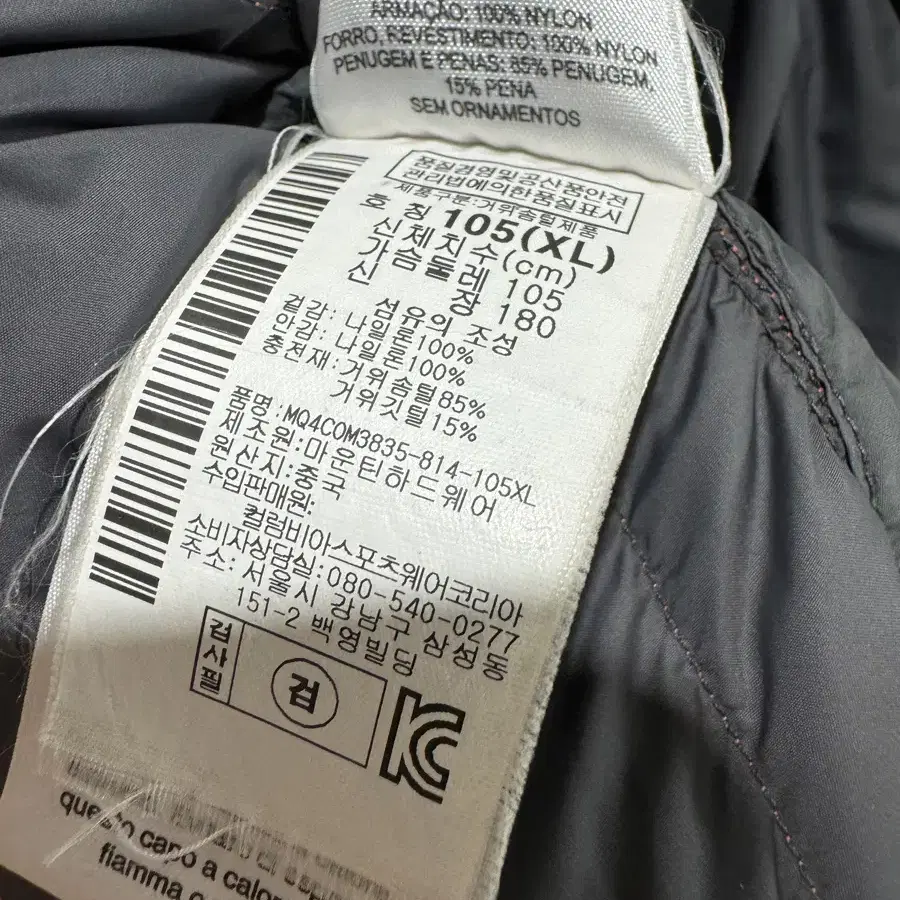 ARMAÇÃO: 100% NYLON
FORRO, REVESTIMENTO: 100% NYLON
PENUGEM E PENAS: 85% PENUGEM,
15% PENA
SEM ORNAMENTOS
품질경영및공산품안전
관리법에의한품질표시
제품구분:거위솜털제품
호 칭 105(XL)
신체치수(cm)
가슴둘레 105
신 장 180
섬유의 조성
겉감: 나일론100%
안감: 나일론100%
충전재:거위솜털85%
거위깃털15%
품명:MQ4COM3835-814-105XL
제조원:마운틴하드웨어
원산지:중국
수입판매원:
컬럼비아스포츠웨어코리아
소비자상담실:080-540-0277
주소: 서울시 강남구 삼성동
151-2 백영빌딩
검사필
검
KC
questo capo a calor
fiamma